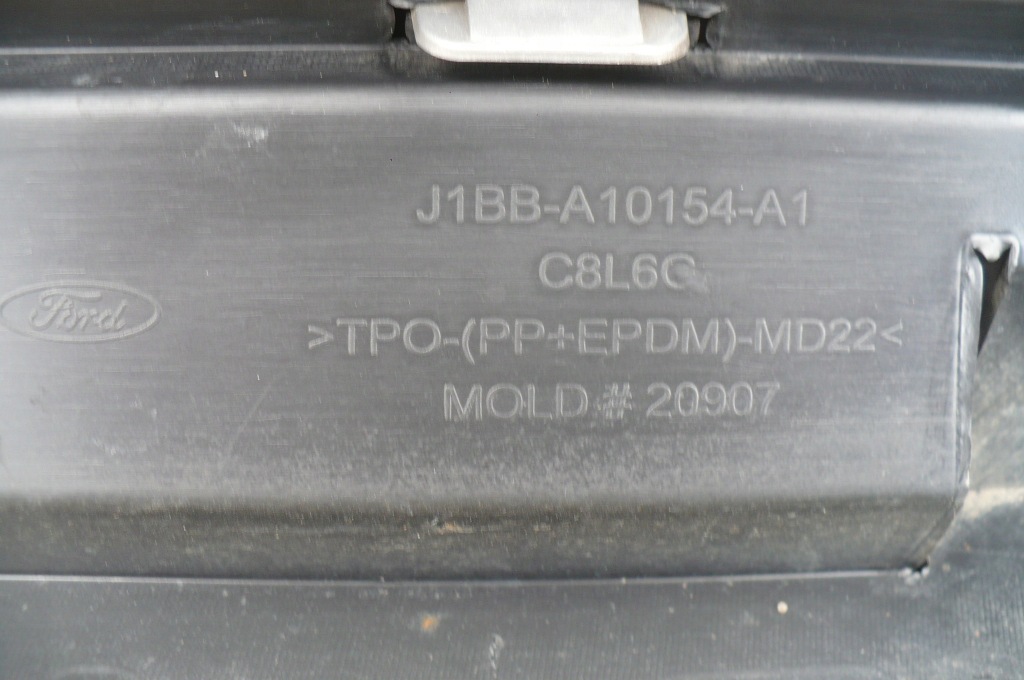 J1BB-A10154-A1
C8L6C
Ford
>TPO-(PP+EPDM)-MD22<
MOLD # 20907